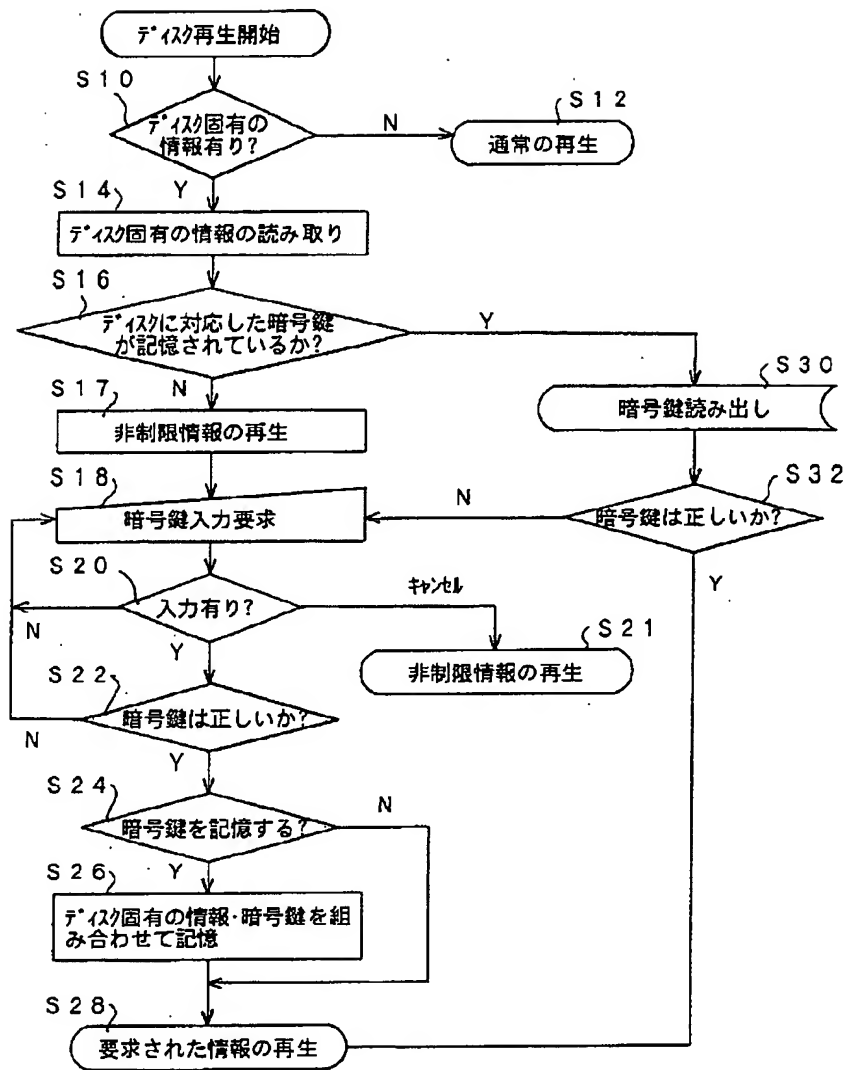 ディスク再生開始
S10
ディスク固有の
情報有り?
N
S12
通常の再生
Y
S14
ディスク固有の情報の読み取り
S16
ディスクに対応した暗号鍵
が記憶されているか?
Y
N
S30
暗号鍵読み出し
S17
非制限情報の再生
S18
暗号鍵入力要求
N
S32
暗号鍵は正しいか?
Y
S20
入力有り?
N
キャンセル
Y
S21
非制限情報の再生
S22
暗号鍵は正しいか?
N
Y
S24
暗号鍵を記憶する?
N
Y
S26
ディスク固有の情報・暗号鍵を組
み合わせて記憶
S28
要求された情報の再生